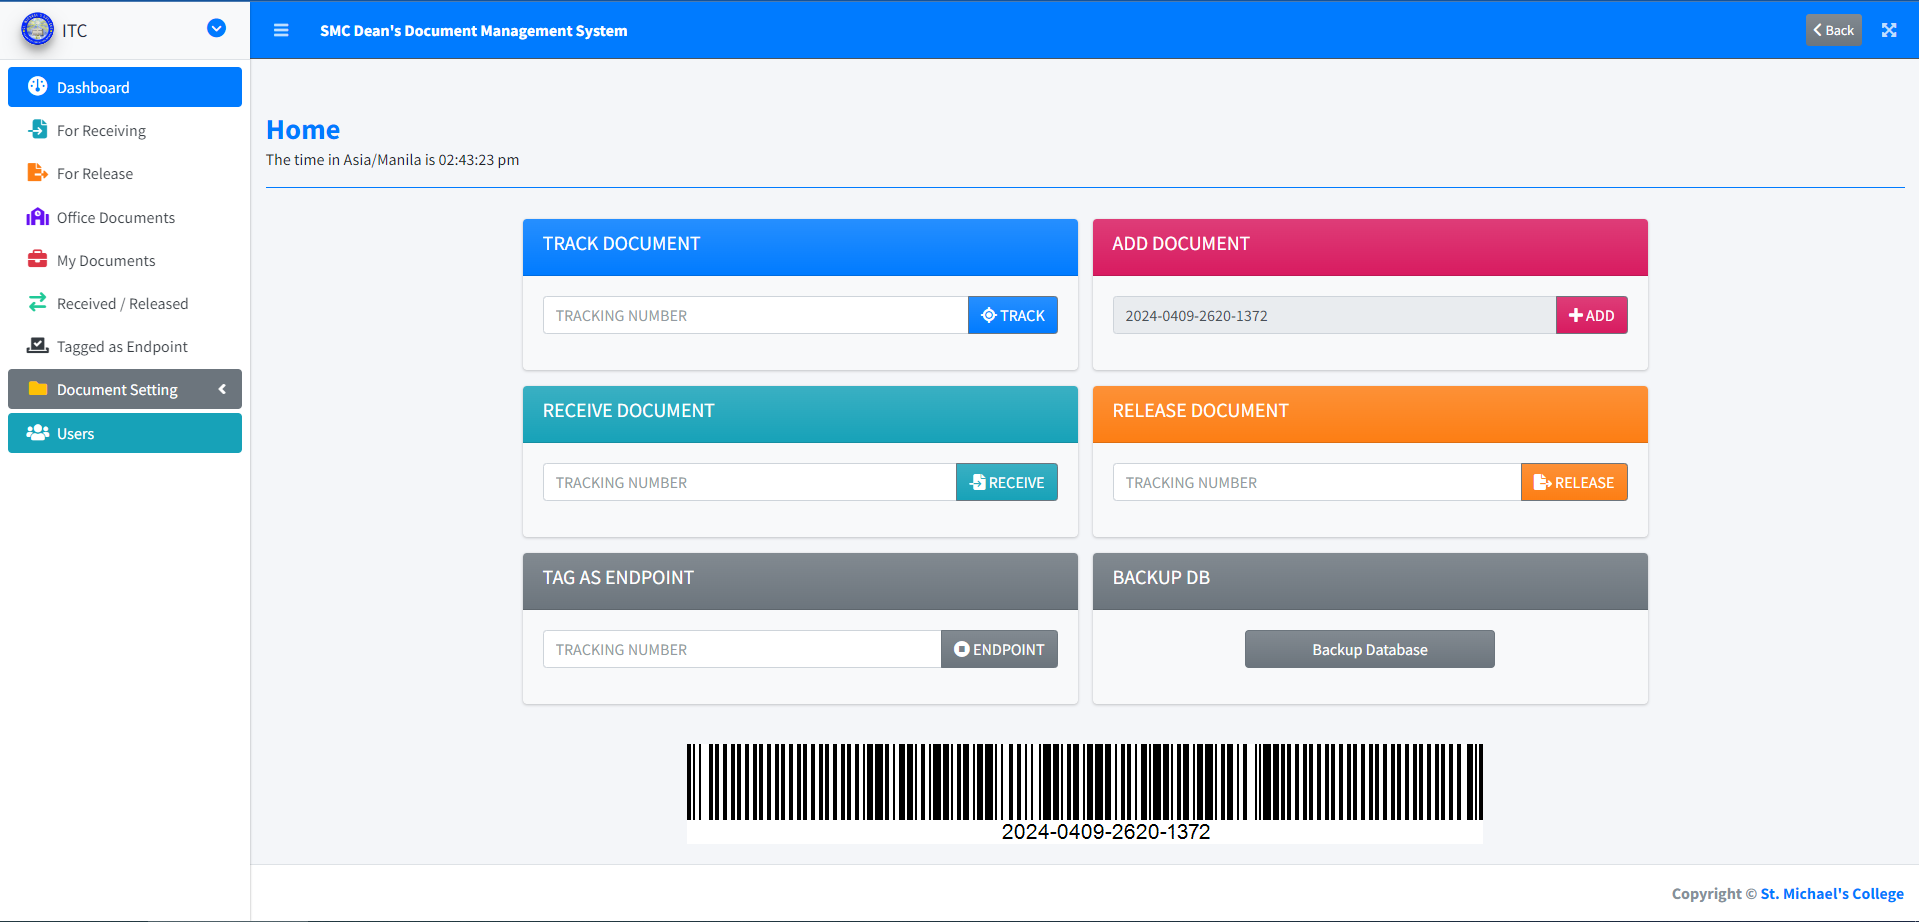 ITC
SMC Dean's Document Management System
Back
Dashboard
For Receiving
For Release
Office Documents
My Documents
Received / Released
Tagged as Endpoint
Document Setting
Users
Home
The time in Asia/Manila is 02:43:23 pm
TRACK DOCUMENT
TRACKING NUMBER
TRACK
ADD DOCUMENT
2024-0409-2620-1372
ADD
RECEIVE DOCUMENT
TRACKING NUMBER
RECEIVE
RELEASE DOCUMENT
TRACKING NUMBER
RELEASE
TAG AS ENDPOINT
TRACKING NUMBER
ENDPOINT
BACKUP DB
Backup Database
2024-0409-2620-1372
Copyright © St. Michael's College